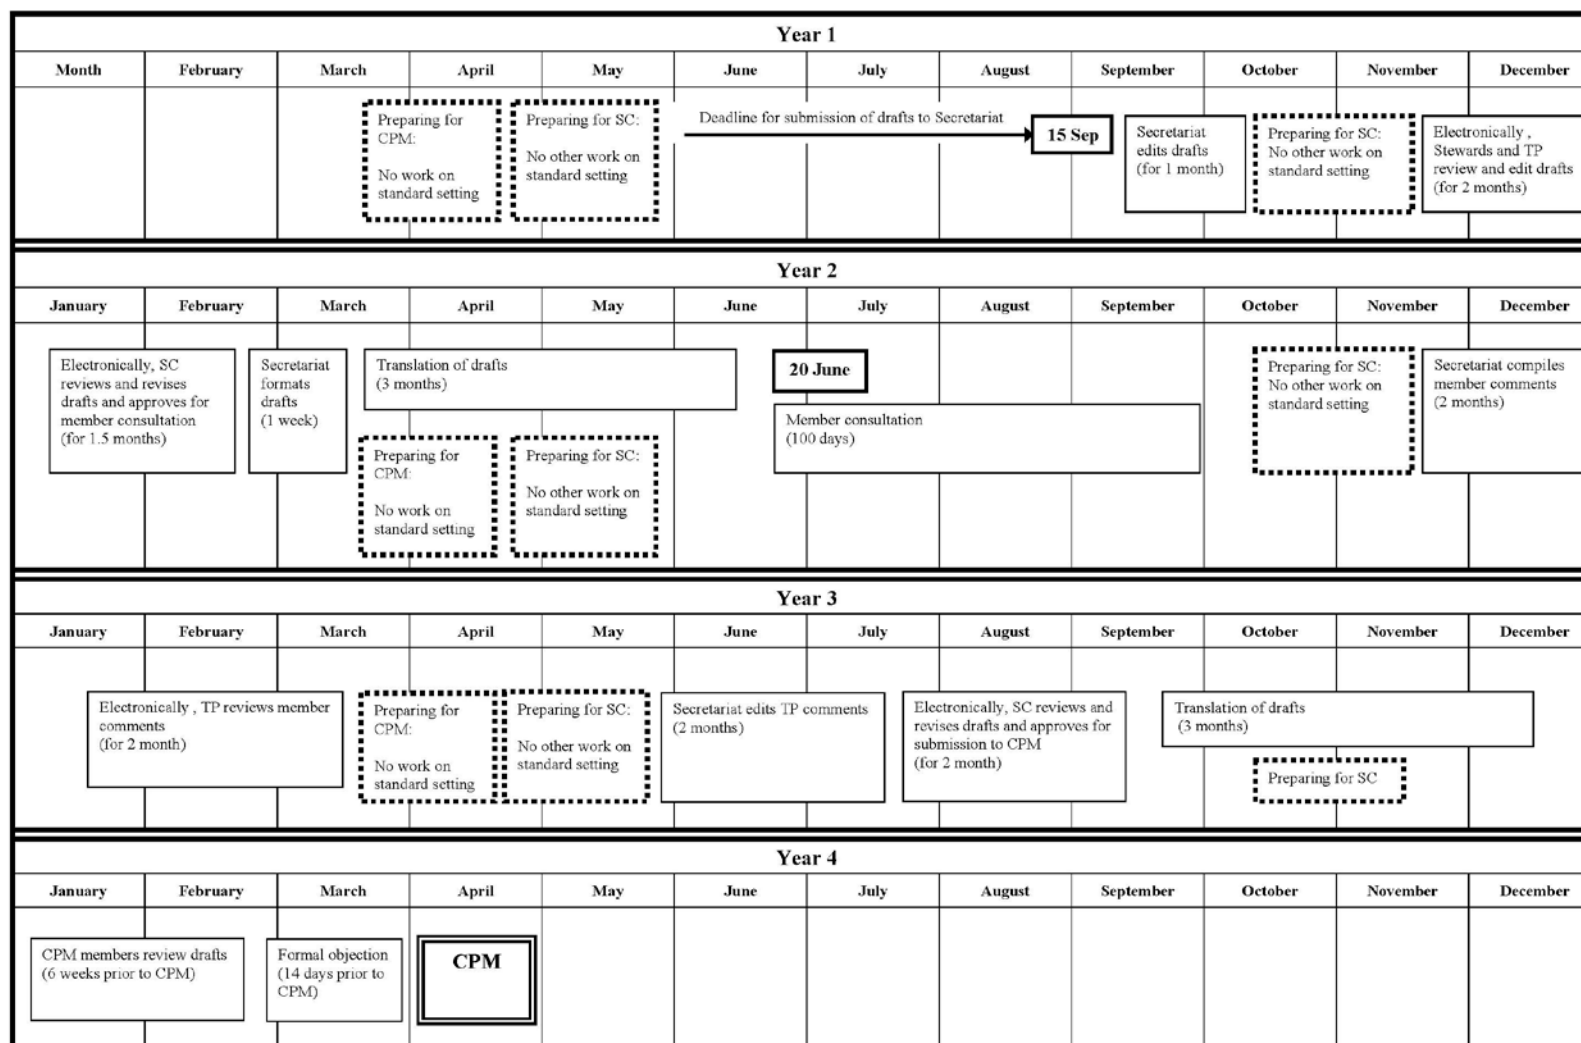 Year 1
Month February March April May June July August September October November December
Preparing for
CPM:
No work on
standard setting
Preparing for SC:
No other work on
standard setting
Deadline for submission of drafts to Secretariat
15 Sep
Secretariat
edits drafts
(for 1 month)
Preparing for SC:
No other work on
standard setting
Electronically ,
Stewards and TP
review and edit drafts
(for 2 months)
Year 2
January February March April May June July August September October November December
Electronically, SC
reviews and revises
drafts and approves for
member consultation
(for 1.5 months)
Secretariat
formats
drafts
(1 week)
Translation of drafts
(3 months)
Preparing for
CPM:
No work on
standard setting
Preparing for SC:
No other work on
standard setting
20 June
Member consultation
(100 days)
Preparing for SC:
No other work on
standard setting
Secretariat compiles
member comments
(2 months)
Year 3
January February March April May June July August September October November December
Electronically , TP reviews member
comments
(for 2 month)
Preparing for
CPM:
No work on
standard setting
Preparing for SC:
No other work on
standard setting
Secretariat edits TP comments
(2 months)
Electronically, SC reviews and
revises drafts and approves for
submission to CPM
(for 2 month)
Translation of drafts
(3 months)
Preparing for SC
Year 4
January February March April May June July August September October November December
CPM members review drafts
(6 weeks prior to CPM)
Formal objection
(14 days prior to
CPM)
CPM